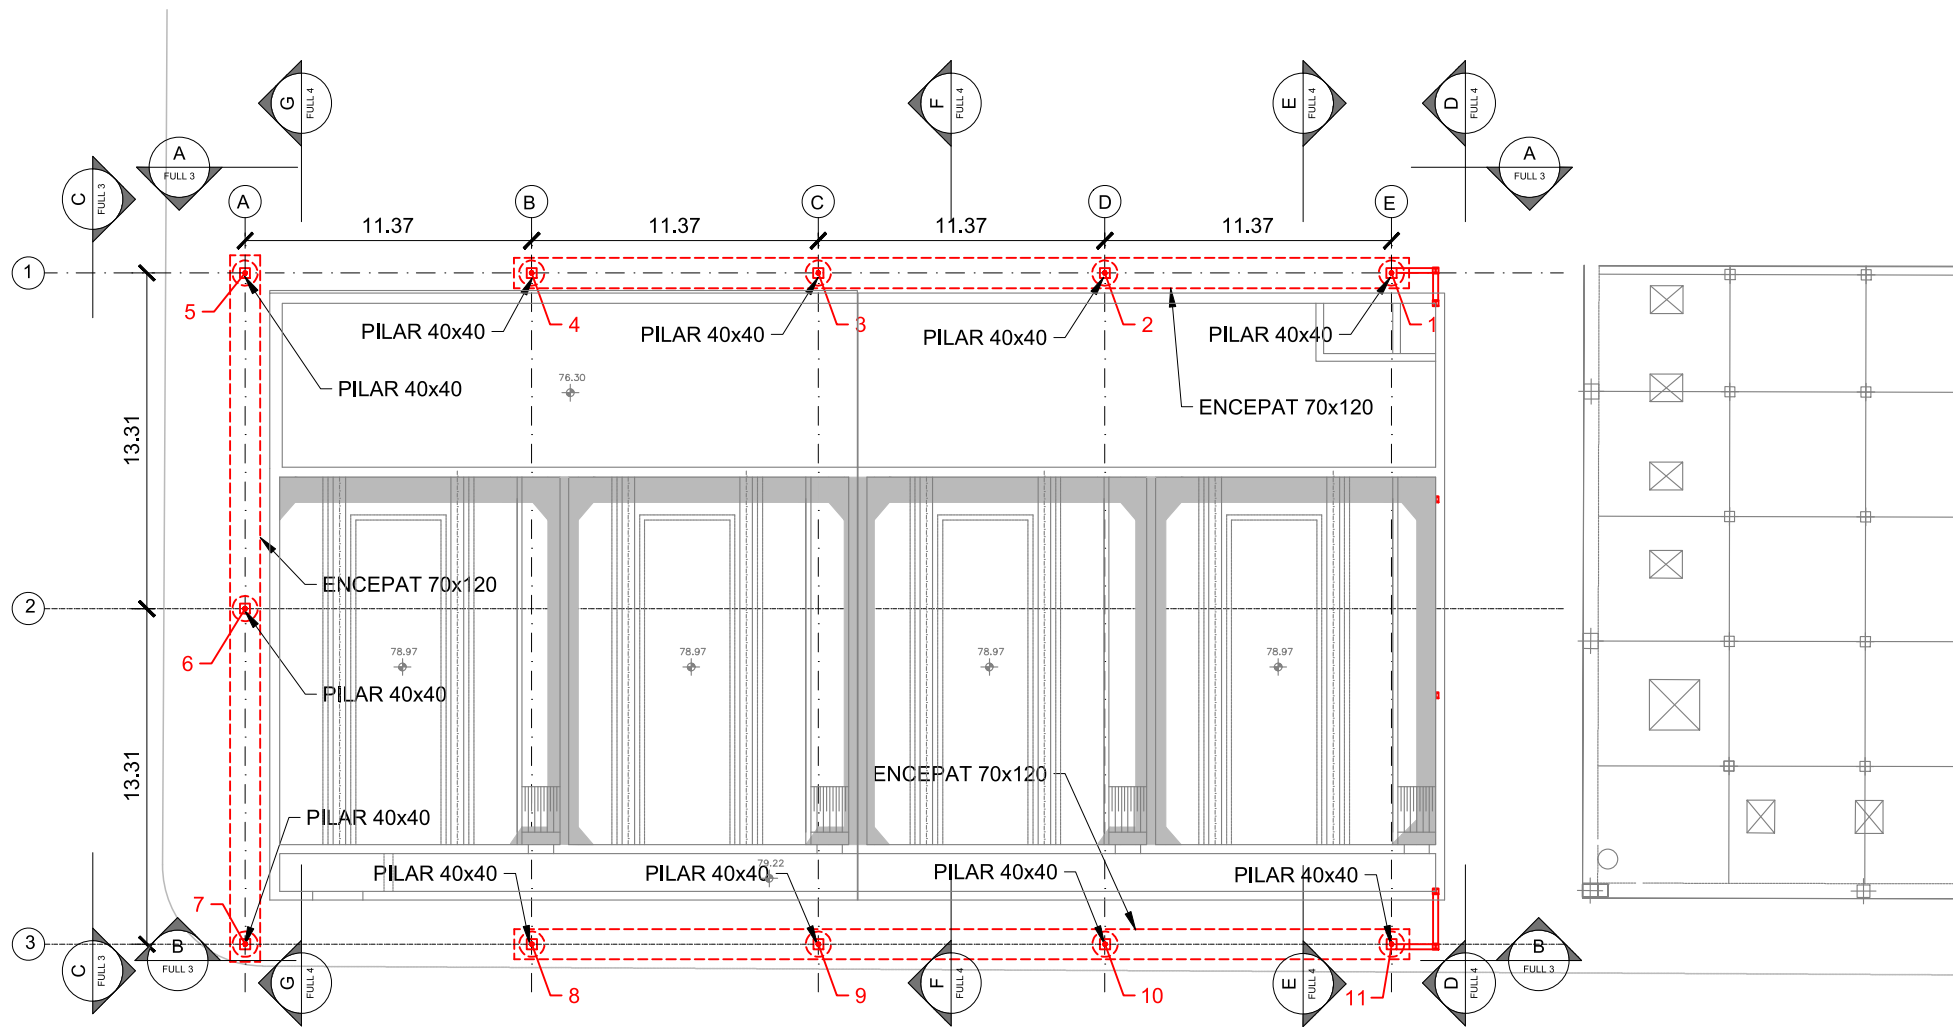 G
FULL 4
F
FULL 4
E
FULL 4
D
FULL 4
A
FULL 3
A
FULL 3
C
FULL 3
A
B
C
D
E
11.37
11.37
11.37
11.37
1
5
4
3
2
1
PILAR 40x40
PILAR 40x40
PILAR 40x40
PILAR 40x40
PILAR 40x40
76.30
ENCEPAT 70x120
13.31
ENCEPAT 70x120
2
6
78.97
78.97
78.97
78.97
PILAR 40x40
13.31
ENCEPAT 70x120
PILAR 40x40
79.22
PILAR 40x40
PILAR 40x40
PILAR 40x40
PILAR 40x40
7
3
B
FULL 3
B
FULL 3
C
FULL 3
G
FULL 4
F
FULL 4
E
FULL 4
D
FULL 4
8
9
10
11